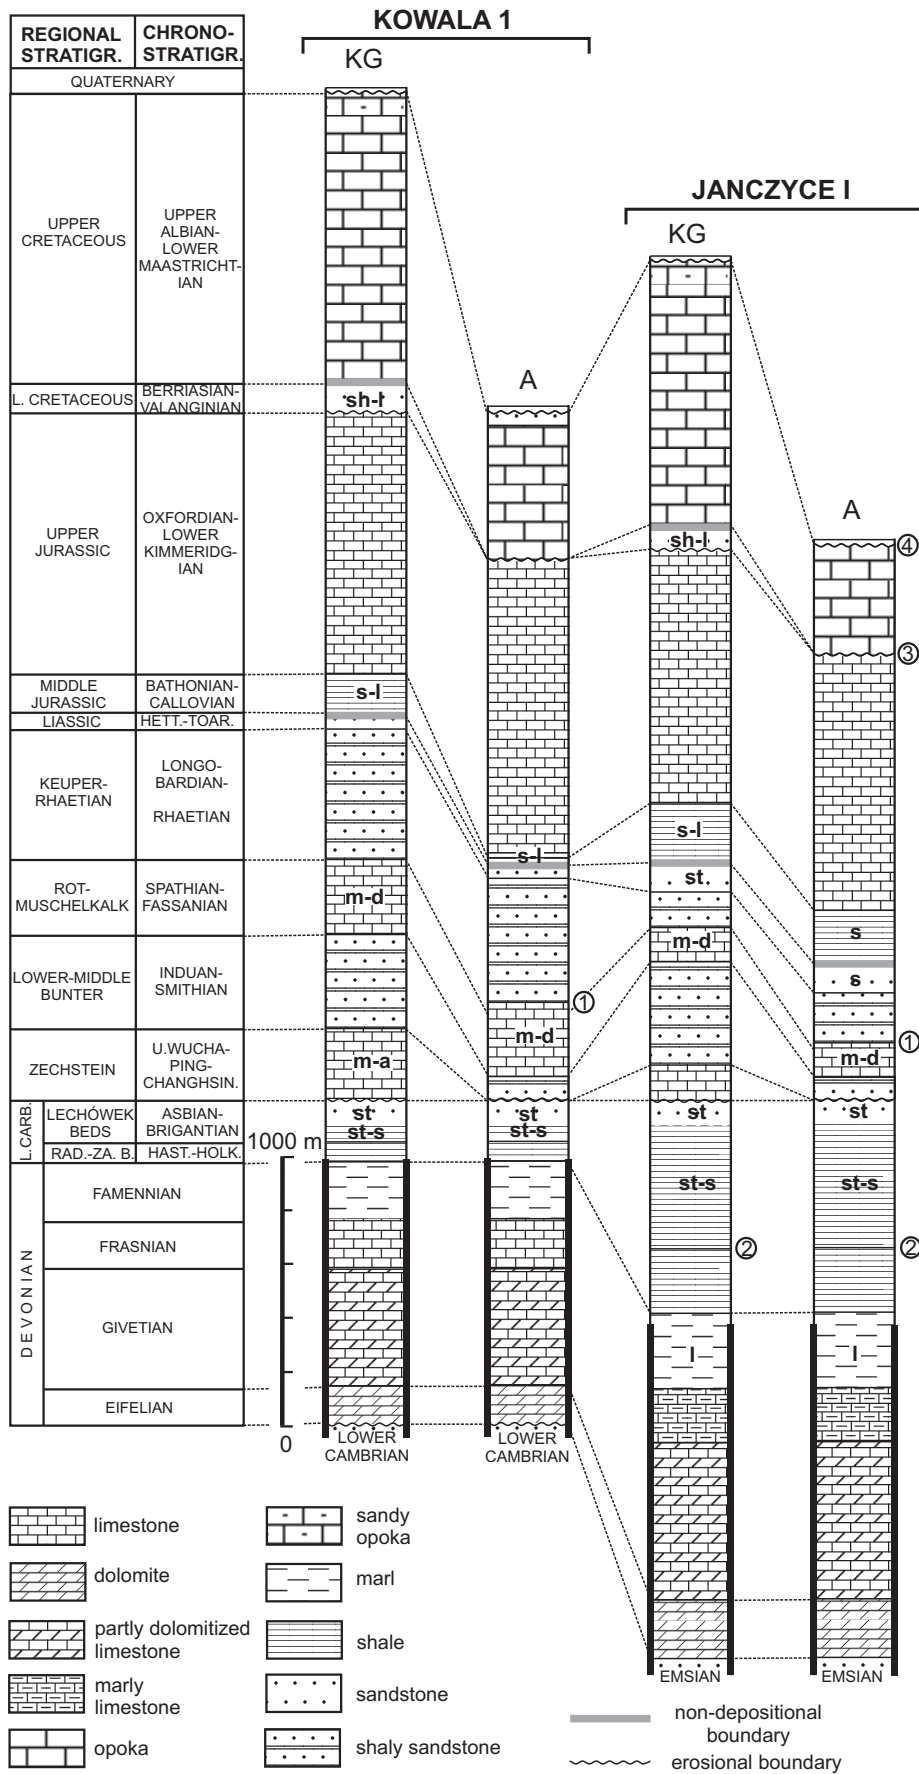 KOWALA 1
REGIONAL
STRATIGR.
CHRONO-
STRATIGR.
KG
QUATERNARY
UPPER
CRETACEOUS
UPPER
ALBIAN-
LOWER
MAASTRICHT-
IAN
L. CRETACEOUS
BERRIASIAN-
VALANGINIAN
UPPER
JURASSIC
OXFORDIAN-
LOWER
KIMMERIDG-
IAN
MIDDLE
JURASSIC
BATHONIAN-
CALLOVIAN
LIASSIC
HETT.-TOAR.
KEUPER-
RHAETIAN
LONGO-
BARDIAN-
RHAETIAN
ROT-
MUSCHELKALK
SPATHIAN-
FASSANIAN
LOWER-MIDDLE
BUNTER
INDUAN-
SMITHIAN
ZECHSTEIN
U.WUCHA-
PING-
CHANGHSIN.
L.CARB.
LECHÓWEK
BEDS
ASBIAN-
BRIGANTIAN
RAD.-ZA. B.
HAST.-HOLK.
DEVONIAN
FAMENNIAN
FRASNIAN
GIVETIAN
EIFELIAN
1000 m
0
sh-l
s-l
m-d
m-a
st
st-s
LOWER
CAMBRIAN
A
s-l
1
m-d
st
st-s
LOWER
CAMBRIAN
JANCZYCE I
KG
sh-l
s-l
st
m-d
st
st-s
2
l
EMSIAN
A
4
3
s
s
1
m-d
st
st-s
2
l
EMSIAN
limestone
dolomite
partly dolomitized
limestone
marly
limestone
opoka
sandy
opoka
marl
shale
sandstone
shaly sandstone
non-depositional
boundary
erosional boundary